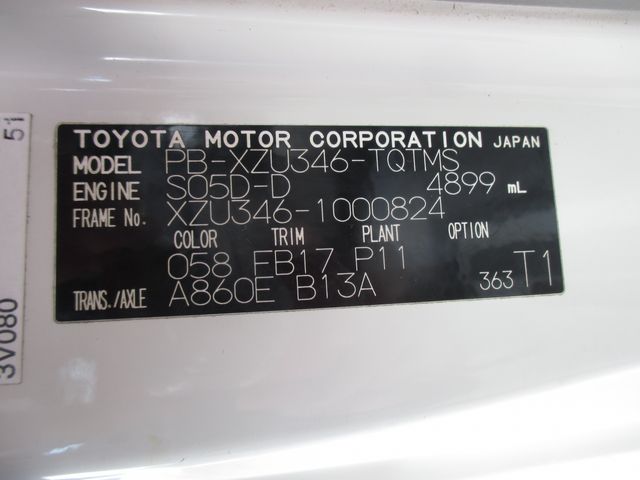 TOYOTA MOTOR CORPORATION JAPAN
MODEL PB-XZU346-TQTMS
ENGINE S05D-D 4899 mL
FRAME No. XZU346-1000824
COLOR TRIM PLANT OPTION
058 FB17 P11
TRANS./AXLE A860E B13A 363 T1
3V080 51